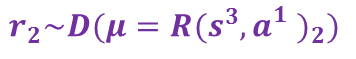 r₂~D(μ = R(s³, a¹ )₂)